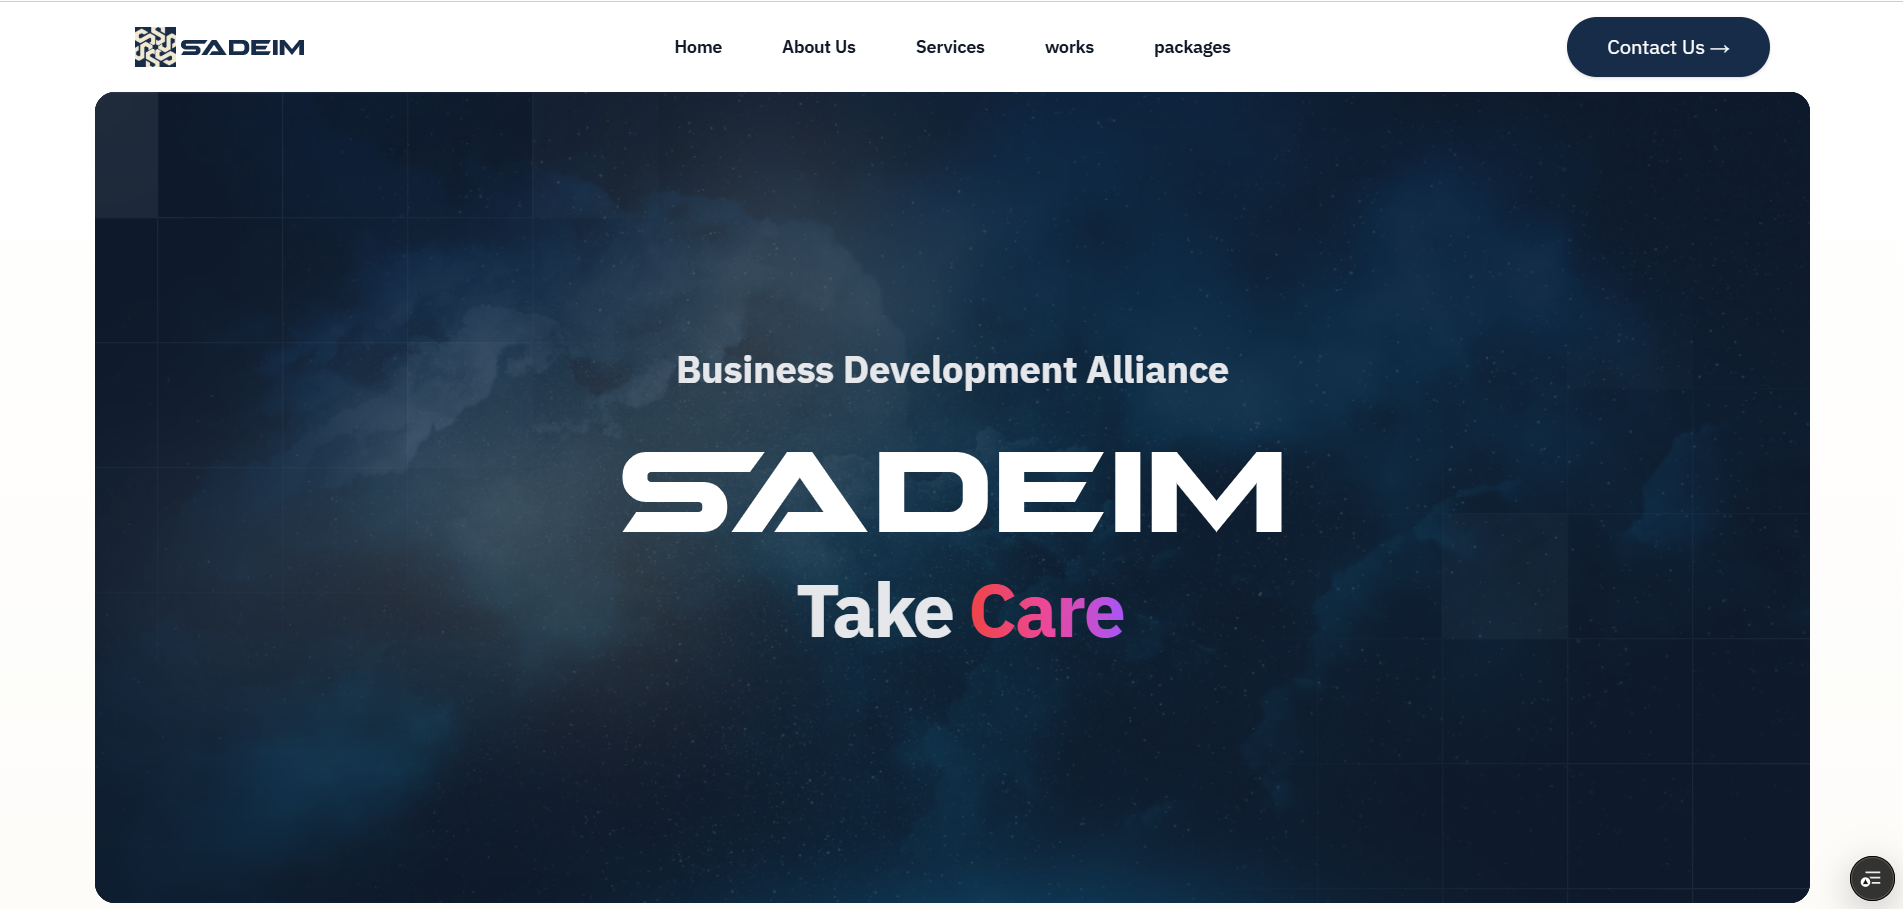 SADEIM
Home
About Us
Services
works
packages
Contact Us →
Business Development Alliance
SADEIM
Take Care